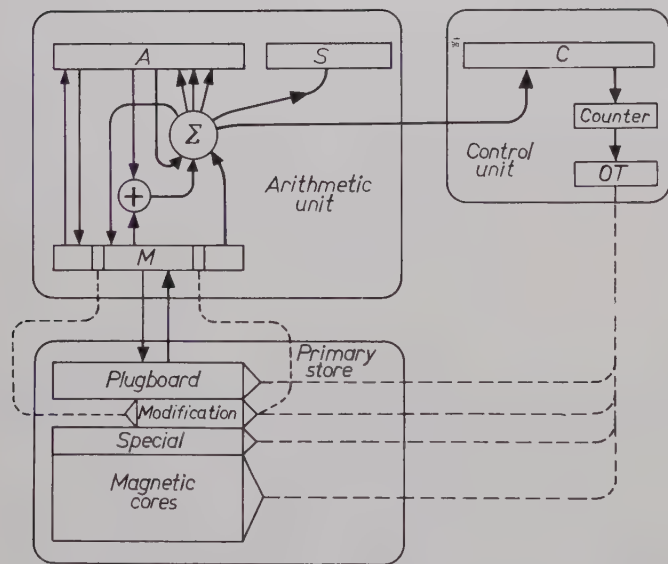 A
S
C
Σ
Counter
OT
Control
unit
Arithmetic
unit
+
M
Primary
store
Plugboard
Modification
Special
Magnetic
cores